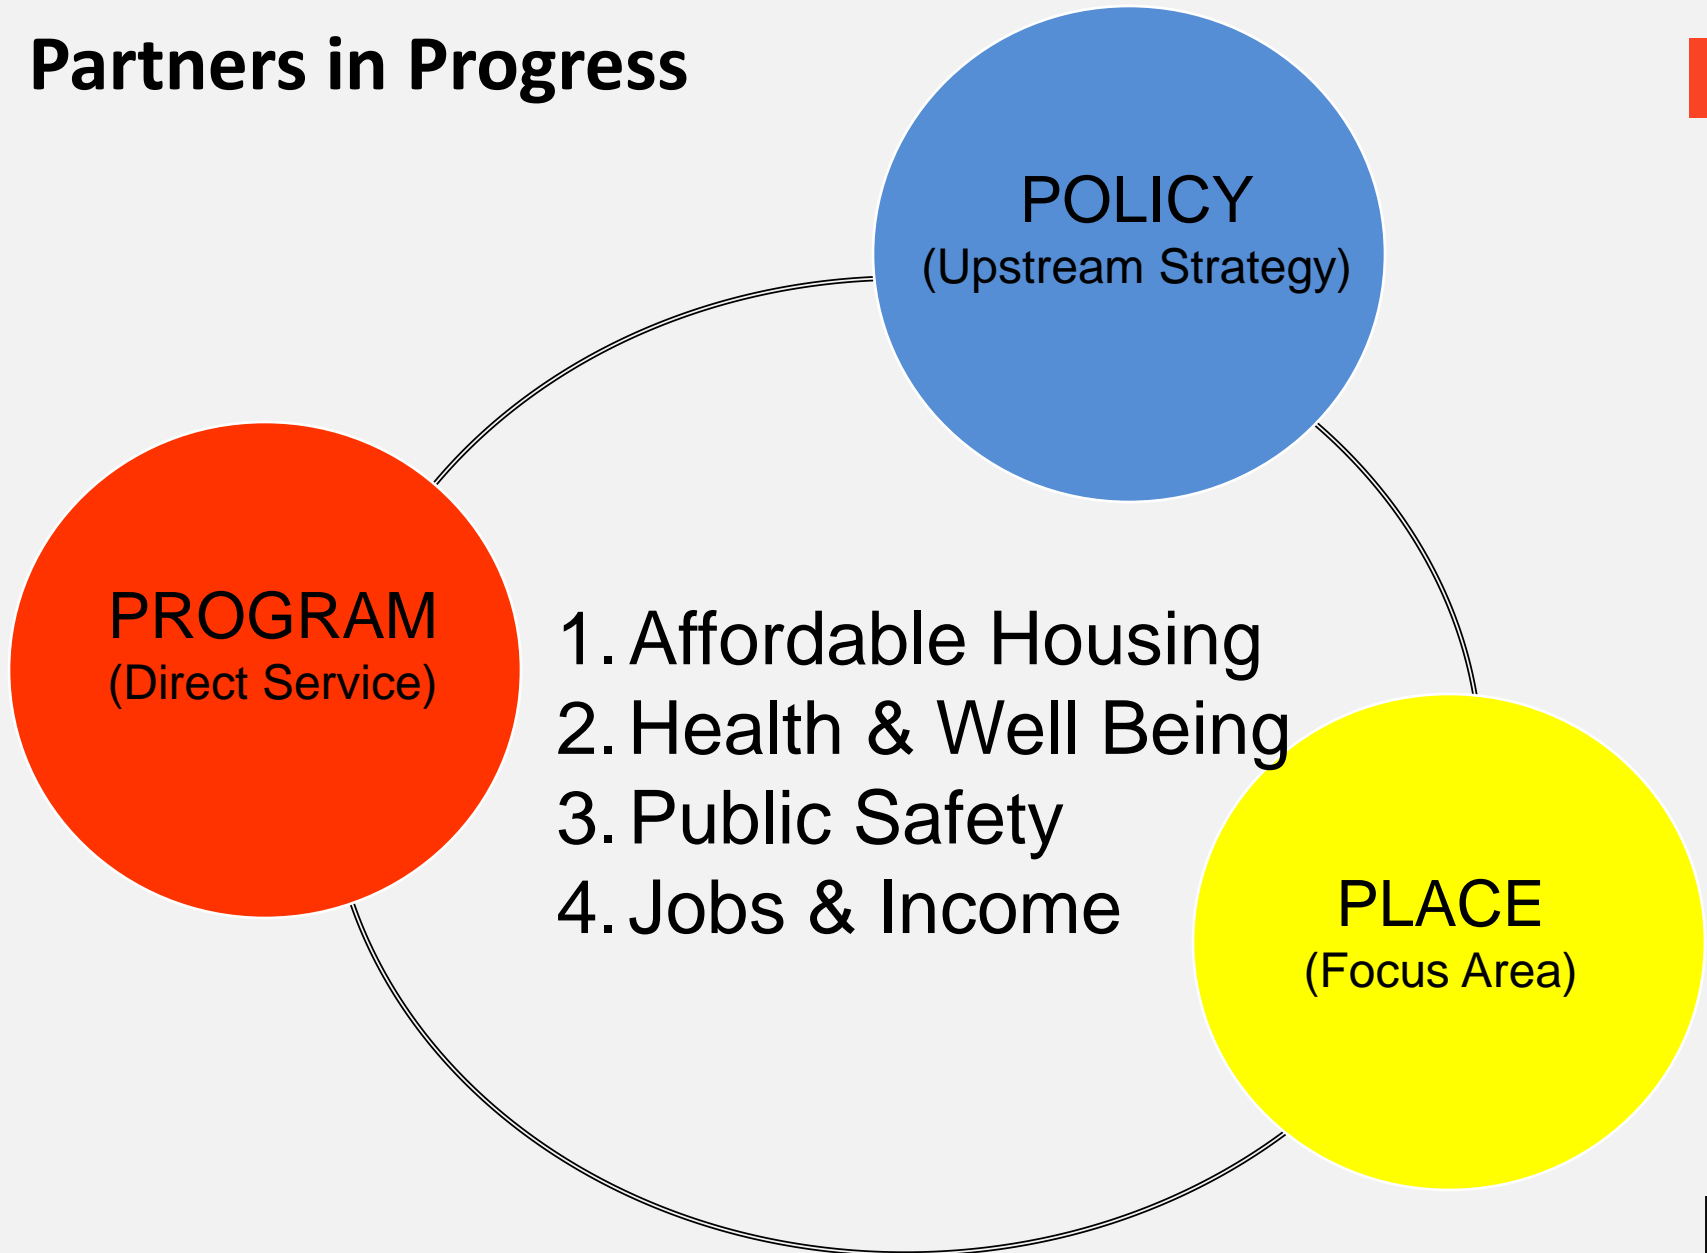 Partners in Progress
POLICY
(Upstream Strategy)
PROGRAM
(Direct Service)
1. Affordable Housing
2. Health & Well Being
3. Public Safety
4. Jobs & Income
PLACE
(Focus Area)